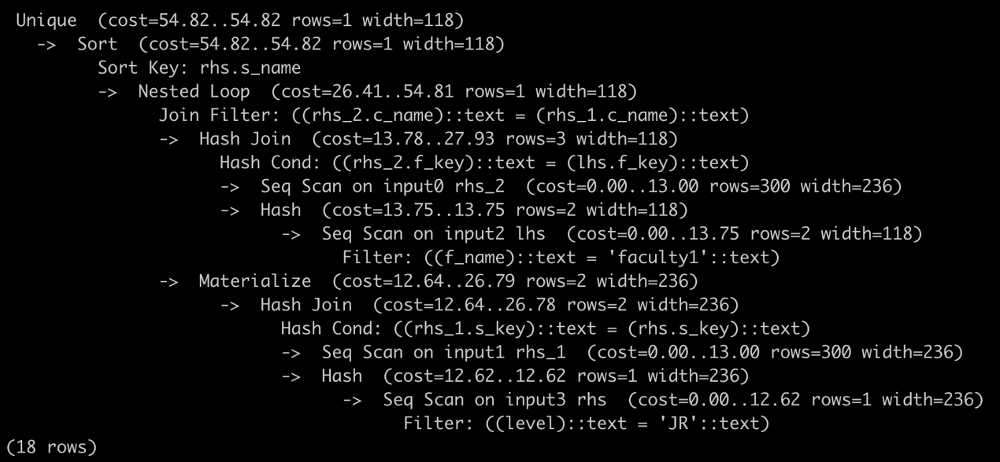 Unique  (cost=54.82..54.82 rows=1 width=118)
  ->  Sort  (cost=54.82..54.82 rows=1 width=118)
        Sort Key: rhs.s_name
        ->  Nested Loop  (cost=26.41..54.81 rows=1 width=118)
              Join Filter: ((rhs_2.c_name)::text = (rhs_1.c_name)::text)
              ->  Hash Join  (cost=13.78..27.93 rows=3 width=118)
                    Hash Cond: ((rhs_2.f_key)::text = (lhs.f_key)::text)
                    ->  Seq Scan on input0 rhs_2  (cost=0.00..13.00 rows=300 width=236)
                    ->  Hash  (cost=13.75..13.75 rows=2 width=118)
                          ->  Seq Scan on input2 lhs  (cost=0.00..13.75 rows=2 width=118)
                                Filter: ((f_name)::text = 'faculty1'::text)
              ->  Materialize  (cost=12.64..26.79 rows=2 width=236)
                    ->  Hash Join  (cost=12.64..26.78 rows=2 width=236)
                          Hash Cond: ((rhs_1.s_key)::text = (rhs.s_key)::text)
                          ->  Seq Scan on input1 rhs_1  (cost=0.00..13.00 rows=300 width=236)
                          ->  Hash  (cost=12.62..12.62 rows=1 width=236)
                                ->  Seq Scan on input3 rhs  (cost=0.00..12.62 rows=1 width=236)
                                      Filter: ((level)::text = 'JR'::text)
(18 rows)